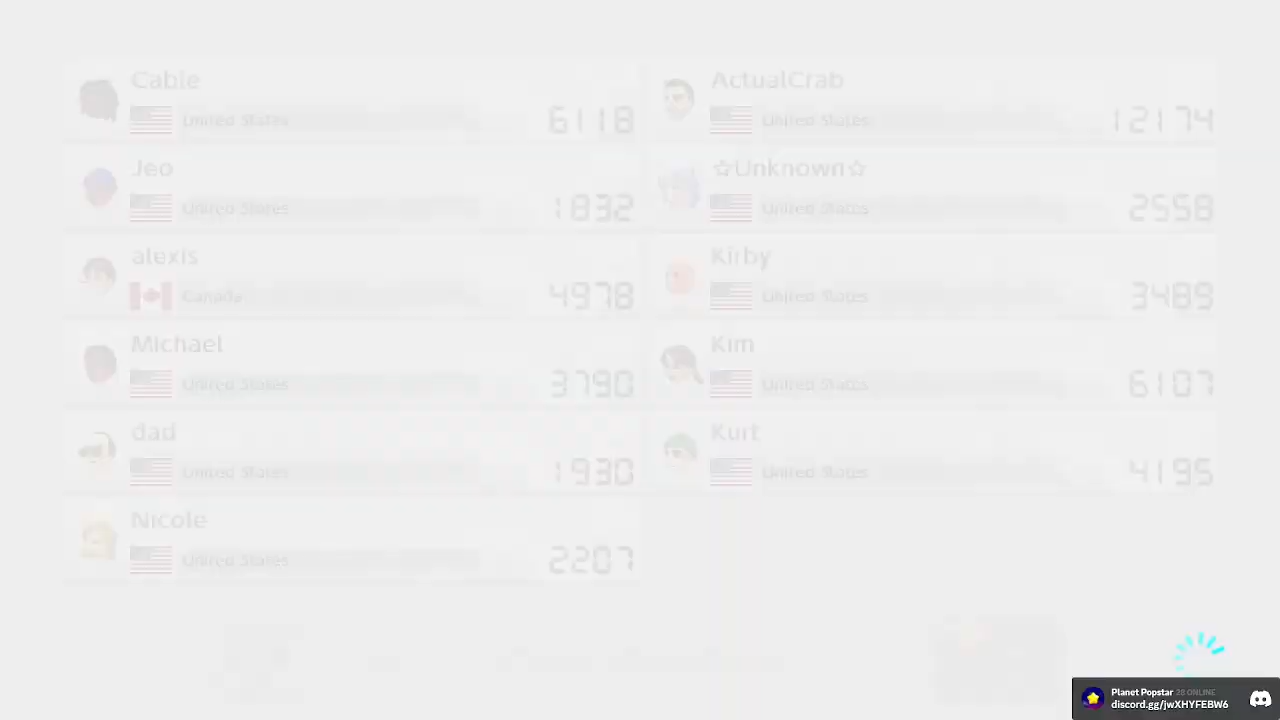 Cable
United States 6118
Jeo
United States 1832
alexis
Canada 4978
Michael
United States 3790
dad
United States 1930
Nicole
United States 2207
ActualCrab
United States 12174
☆Unknown☆
United States 2558
Kirby
United States 3489
Kim
United States 6107
Kurt
United States 4195
Planet Popstar 28 ONLINE
discord.gg/jwXHYFEBW6